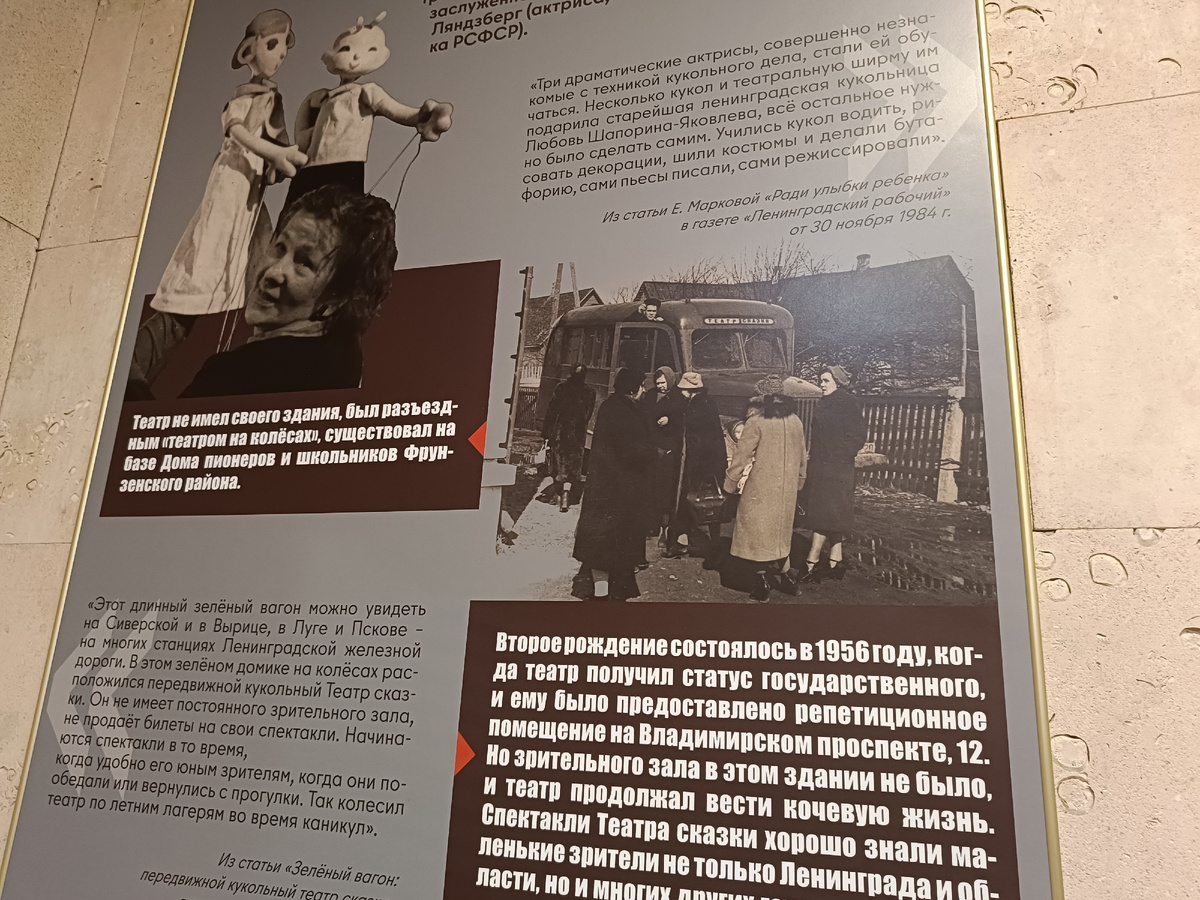 заслуженн
Ляндзберг (актриса,
ка РСФСР).
«Три драматические актрисы, совершенно незна-
комые с техникой кукольного дела, стали ей обу-
чаться. Несколько кукол и театральную ширму им
подарила старейшая ленинградская кукольница
Любовь Шапорина-Яковлева, всё остальное нуж-
но было сделать самим. Учились кукол водить, ри-
совать декорации, шили костюмы и делали бута-
форию, сами пьесы писали, сами режиссировали».
Из статьи Е. Марковой «Ради улыбки ребенка»
в газете «Ленинградский рабочий»
от 30 ноября 1984 г.
ТЕАТР СКАЗКИ
Театр не имел своего здания, был разъезд-
ным «театром на колёсах», существовал на
базе Дома пионеров и школьников Фрун-
зенского района.
«Этот длинный зелёный вагон можно увидеть
на Сиверской и в Вырице, в Луге и Пскове –
на многих станциях Ленинградской железной
дороги. В этом зелёном домике на колёсах рас-
положился передвижной кукольный Театр сказ-
ки. Он не имеет постоянного зрительного зала,
не продаёт билеты на свои спектакли. Начина-
ются спектакли в то время,
когда удобно его юным зрителям, когда они по-
обедали или вернулись с прогулки. Так колесил
театр по летним лагерям во время каникул».
Из статьи «Зелёный вагон:
передвижной кукольный театр сказки
Второе рождение состоялось в 1956 году, ког-
да театр получил статус государственного,
и ему было предоставлено репетиционное
помещение на Владимирском проспекте, 12.
Но зрительного зала в этом здании не было,
и театр продолжал вести кочевую жизнь.
Спектакли Театра сказки хорошо знали ма-
ленькие зрители не только Ленинграда и об-
ласти, но и многих других